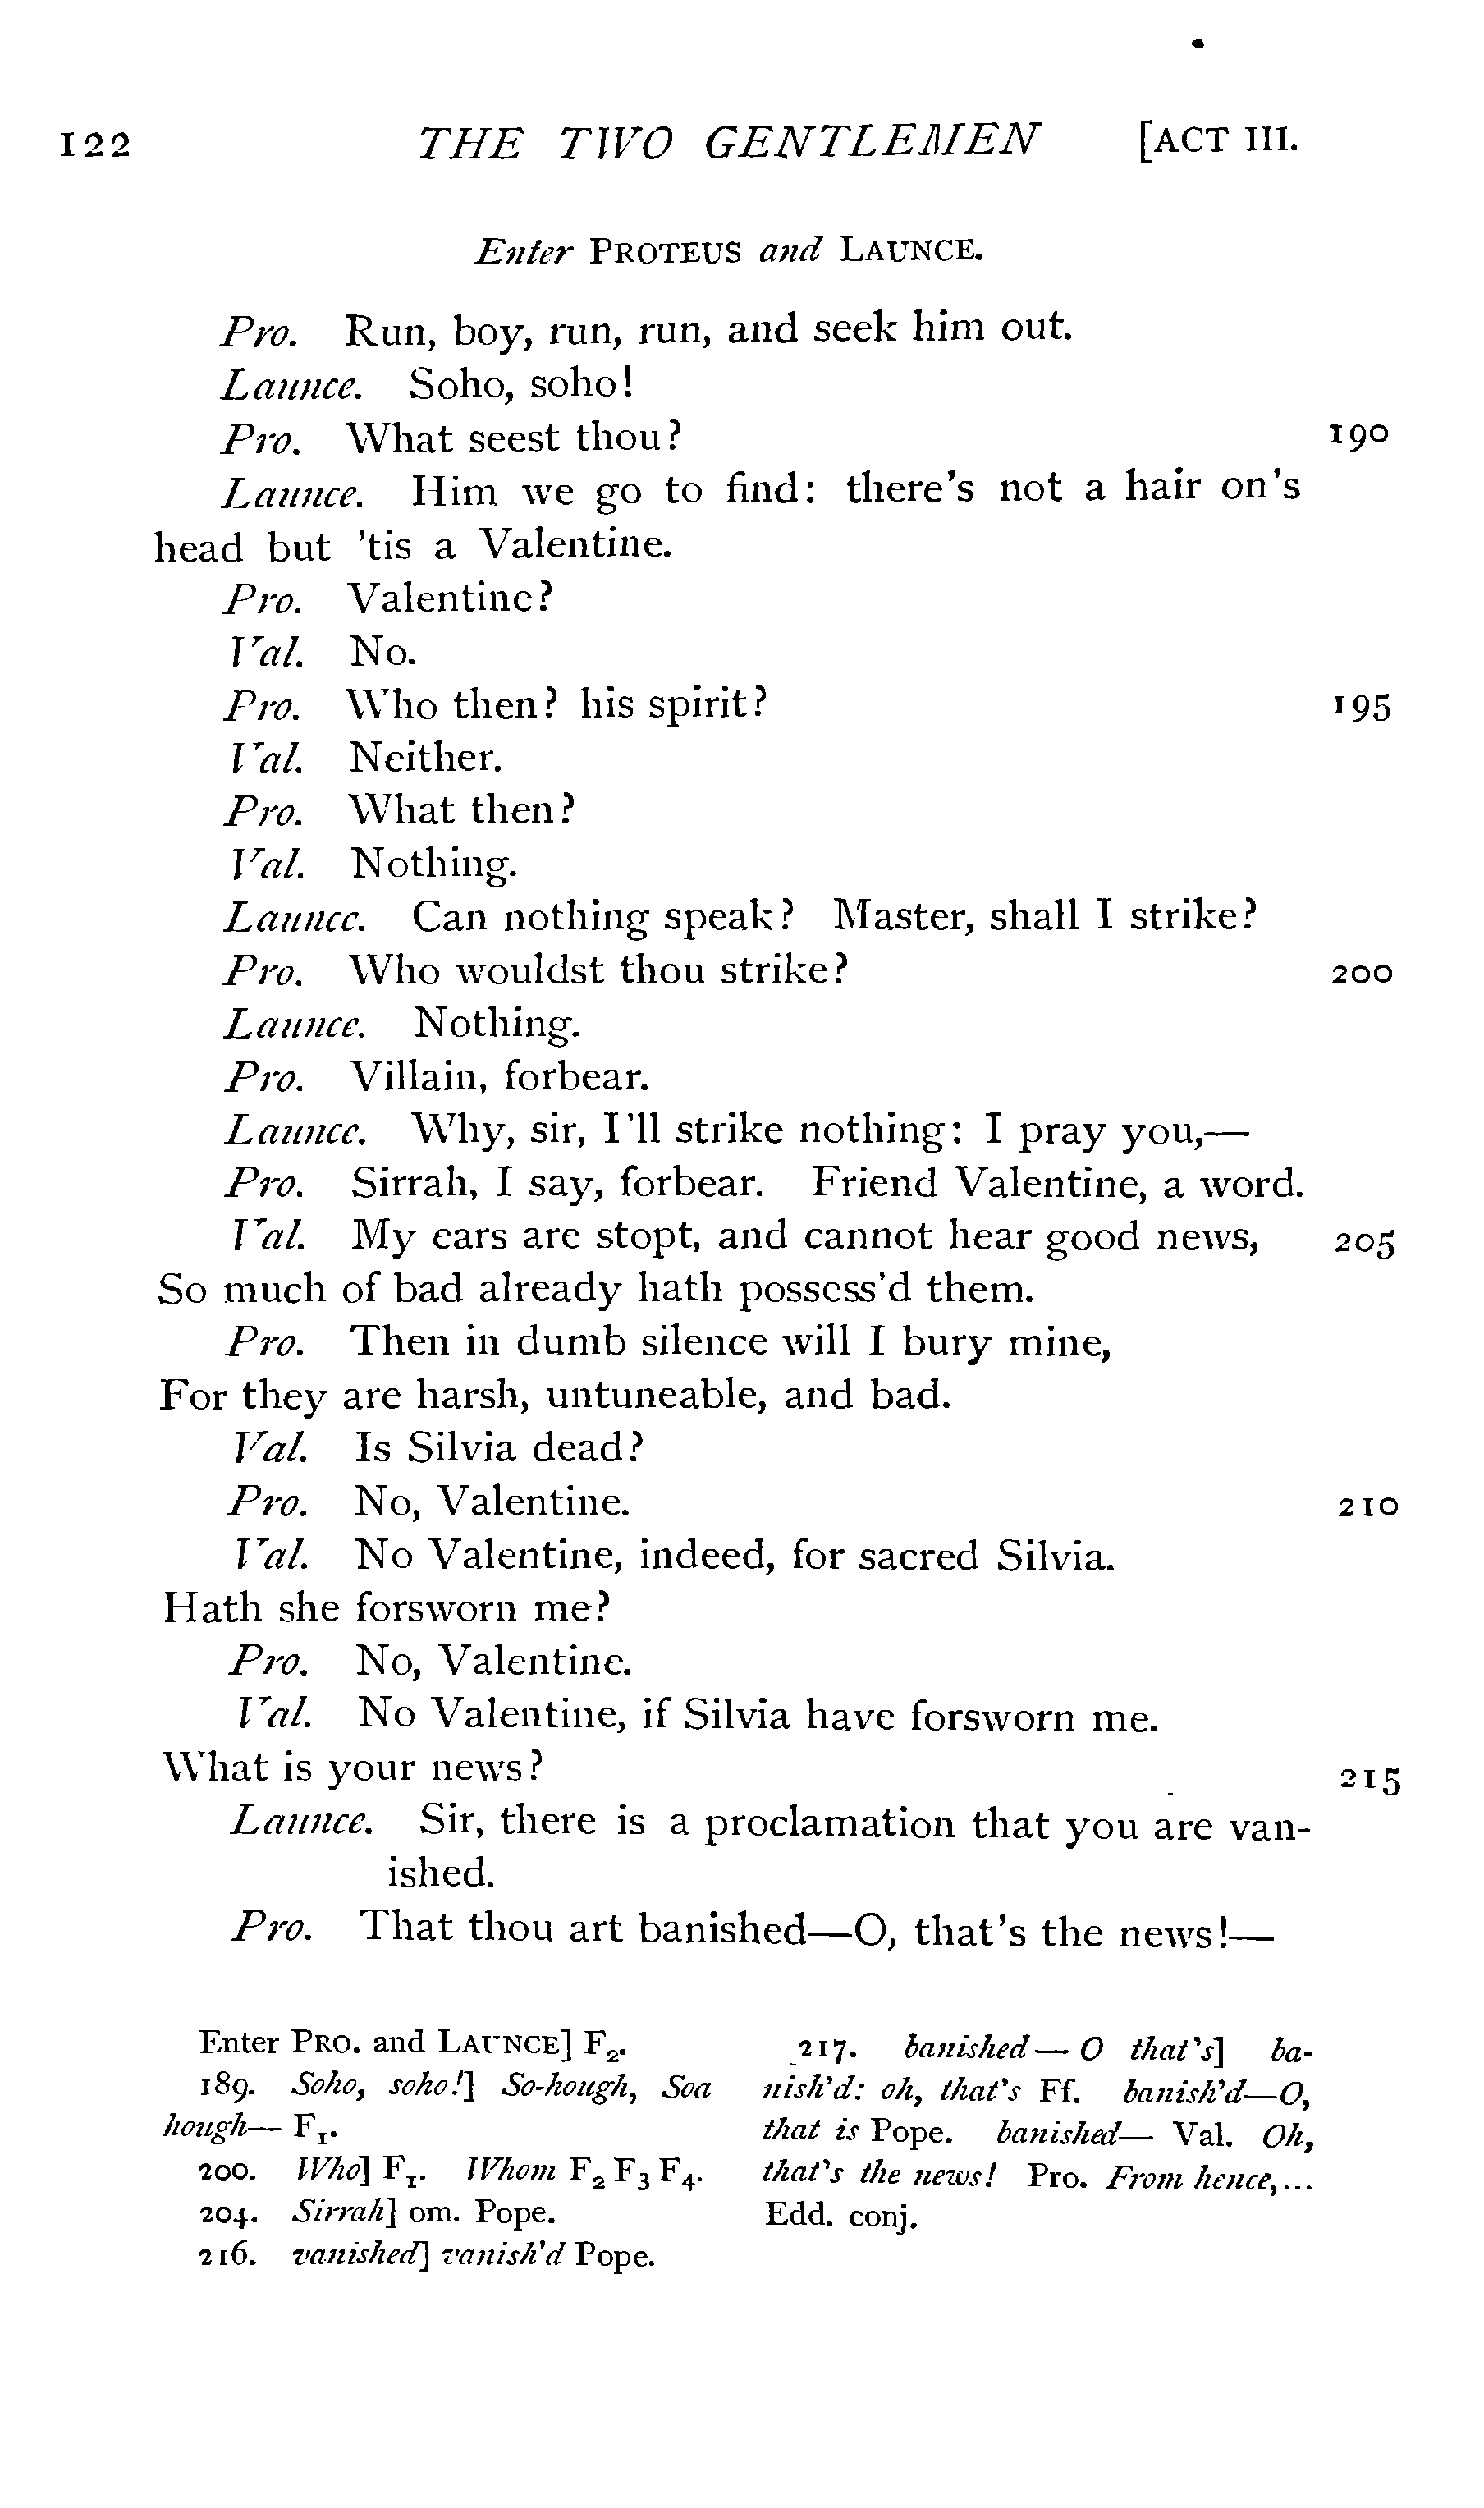 122 THE TWO GENTLEMEN [ACT III.
Enter PROTEUS and LAUNCE.
Pro. Run, boy, run, run, and seek him out.
Launce. Soho, soho!
Pro. What seest thou? 190
Launce. Him we go to find: there's not a hair on's
head but 'tis a Valentine.
Pro. Valentine?
Val. No.
Pro. Who then? his spirit? 195
Val. Neither.
Pro. What then?
Val. Nothing.
Launce. Can nothing speak? Master, shall I strike?
Pro. Who wouldst thou strike? 200
Launce. Nothing.
Pro. Villain, forbear.
Launce. Why, sir, I'll strike nothing: I pray you,—
Pro. Sirrah, I say, forbear. Friend Valentine, a word.
Val. My ears are stopt, and cannot hear good news, 205
So much of bad already hath possess'd them.
Pro. Then in dumb silence will I bury mine,
For they are harsh, untuneable, and bad.
Val. Is Silvia dead?
Pro. No, Valentine. 210
Val. No Valentine, indeed, for sacred Silvia.
Hath she forsworn me?
Pro. No, Valentine.
Val. No Valentine, if Silvia have forsworn me.
What is your news? 215
Launce. Sir, there is a proclamation that you are van-
ished.
Pro. That thou art banished—O, that's the news!—
Enter PRO. and LAUNCE] F2.
189. Soho, soho!] So-hough, Soa
hough— F1.
200. Who] F1. Whom F2 F3 F4.
204. Sirrah] om. Pope.
216. vanished] vanish'd Pope.
217. banished—O that's] ba-
nish'd: oh, that's Ff. banish'd—O,
that is Pope. banished— Val. Oh,
that's the news! Pro. From hence,...
Edd. conj.